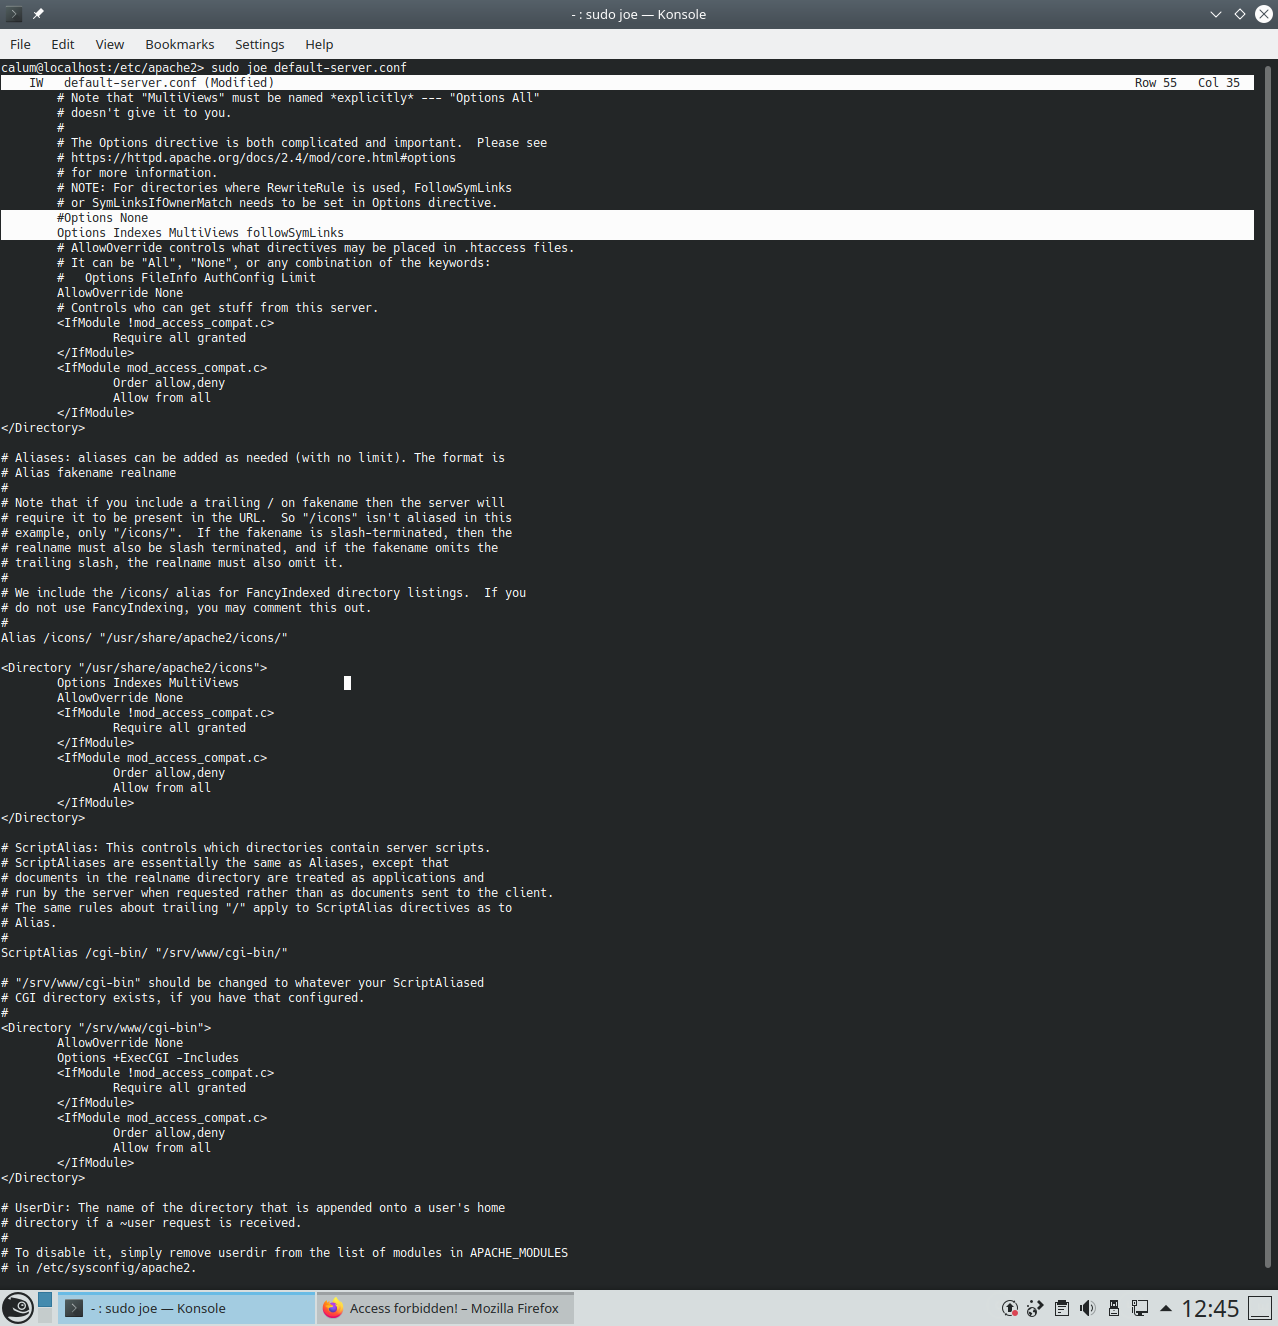 - : sudo joe — Konsole
File Edit View Bookmarks Settings Help
calum@localhost:/etc/apache2> sudo joe default-server.conf
IW default-server.conf (Modified) Row 55 Col 35
# Note that "MultiViews" must be named *explicitly* --- "Options All"
# doesn't give it to you.
#
# The Options directive is both complicated and important.  Please see
# https://httpd.apache.org/docs/2.4/mod/core.html#options
# for more information.
# NOTE: For directories where RewriteRule is used, FollowSymLinks
# or SymLinksIfOwnerMatch needs to be set in Options directive.
#Options None
Options Indexes MultiViews followSymLinks
# AllowOverride controls what directives may be placed in .htaccess files.
# It can be "All", "None", or any combination of the keywords:
#   Options FileInfo AuthConfig Limit
AllowOverride None
# Controls who can get stuff from this server.
<IfModule !mod_access_compat.c>
Require all granted
</IfModule>
<IfModule mod_access_compat.c>
Order allow,deny
Allow from all
</IfModule>
</Directory>
# Aliases: aliases can be added as needed (with no limit). The format is
# Alias fakename realname
#
# Note that if you include a trailing / on fakename then the server will
# require it to be present in the URL.  So "/icons" isn't aliased in this
# example, only "/icons/".  If the fakename is slash-terminated, then the
# realname must also be slash terminated, and if the fakename omits the
# trailing slash, the realname must also omit it.
#
# We include the /icons/ alias for FancyIndexed directory listings.  If you
# do not use FancyIndexing, you may comment this out.
#
Alias /icons/ "/usr/share/apache2/icons/"
<Directory "/usr/share/apache2/icons">
Options Indexes MultiViews
AllowOverride None
<IfModule !mod_access_compat.c>
Require all granted
</IfModule>
<IfModule mod_access_compat.c>
Order allow,deny
Allow from all
</IfModule>
</Directory>
# ScriptAlias: This controls which directories contain server scripts.
# ScriptAliases are essentially the same as Aliases, except that
# documents in the realname directory are treated as applications and
# run by the server when requested rather than as documents sent to the client.
# The same rules about trailing "/" apply to ScriptAlias directives as to
# Alias.
#
ScriptAlias /cgi-bin/ "/srv/www/cgi-bin/"
# "/srv/www/cgi-bin" should be changed to whatever your ScriptAliased
# CGI directory exists, if you have that configured.
#
<Directory "/srv/www/cgi-bin">
AllowOverride None
Options +ExecCGI -Includes
<IfModule !mod_access_compat.c>
Require all granted
</IfModule>
<IfModule mod_access_compat.c>
Order allow,deny
Allow from all
</IfModule>
</Directory>
# UserDir: The name of the directory that is appended onto a user's home
# directory if a ~user request is received.
#
# To disable it, simply remove userdir from the list of modules in APACHE_MODULES
# in /etc/sysconfig/apache2.
- : sudo joe — Konsole Access forbidden! – Mozilla Firefox 12:45